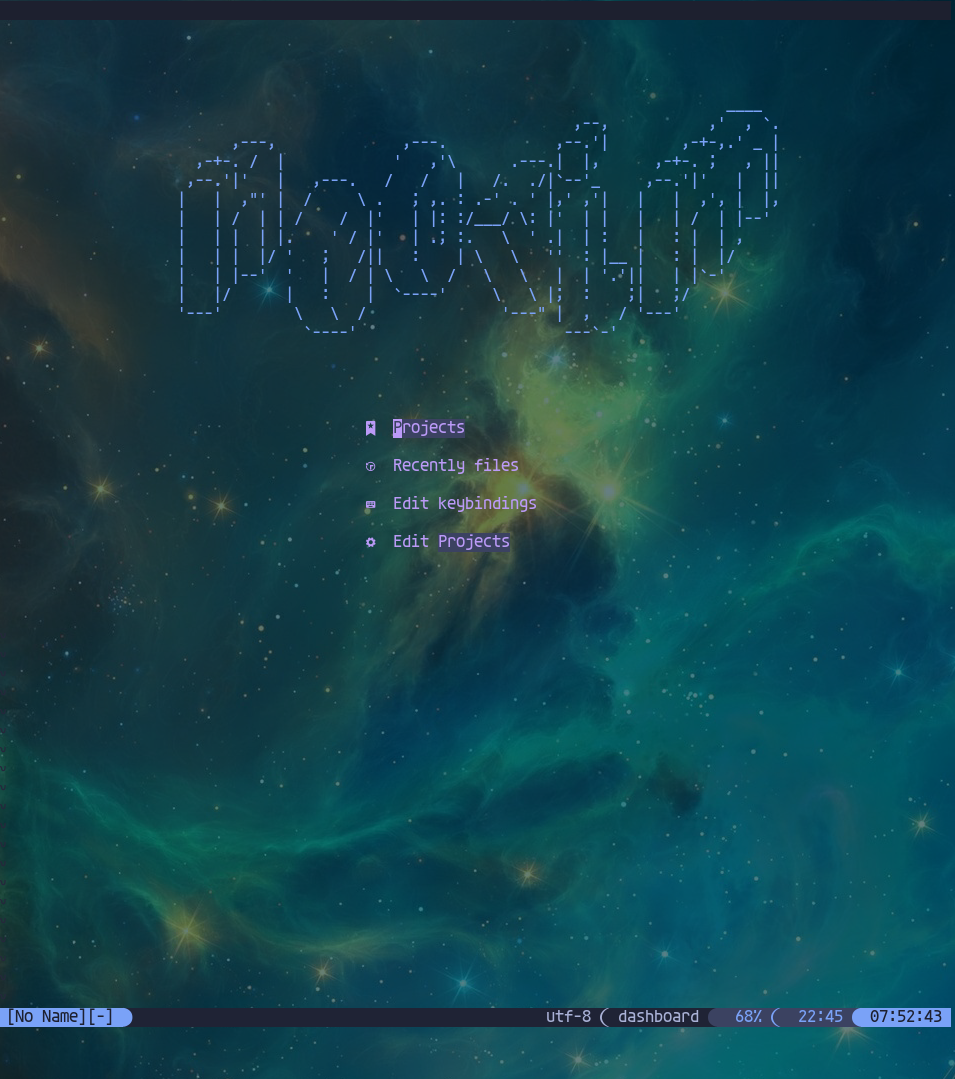 Projects
Recently files
Edit keybindings
Edit Projects
[No Name][-] utf-8 ( dashboard 68% ( 22:45 07:52:43